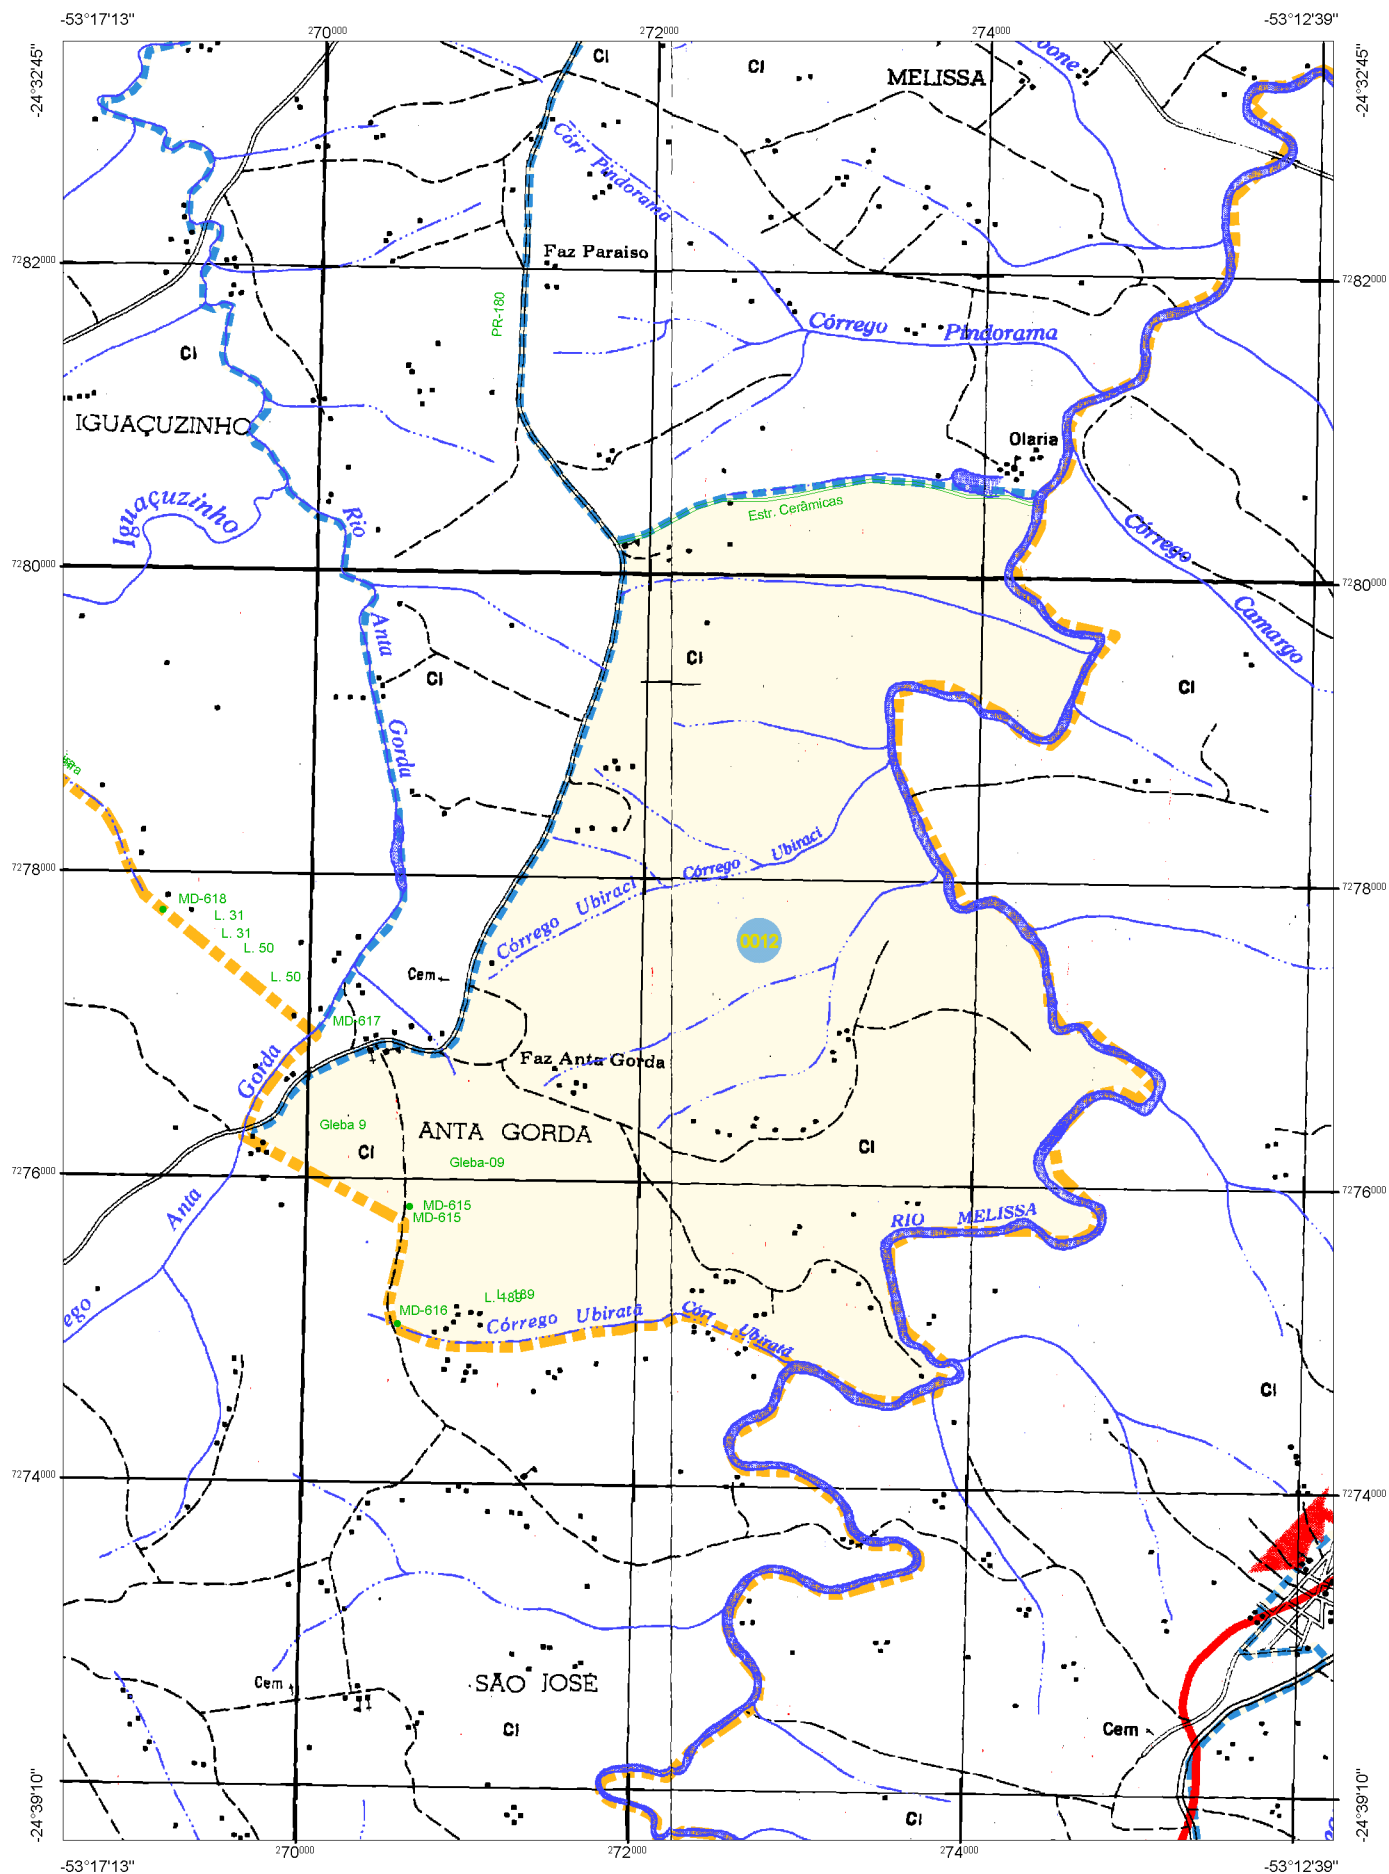 -53°17'13"
-53°12'39"
270000
272000
274000
-24°32'45"
-24°32'45"
CI
CI
MELISSA
Córr Pindorama
Faz Paraiso
7282000
7282000
PR-180
Córrego Pindorama
CI
IGUAÇUZINHO
Olaria
Iguaçuzinho
Rio
Estr. Cerâmicas
Córrego
7280000
7280000
Camargo
Anta
CI
CI
CI
Gorda
Córrego Ubiraci
7278000
7278000
MD-618
L. 31
L. 31
L. 50
L. 50
Córrego Ubiraci
0012
Cem
MD-617
Gorda
Faz Anta Gorda
Gleba 9
ANTA GORDA
CI
CI
Gleba-09
7276000
7276000
Anta
MD-615
MD-615
RIO MELISSA
ego
L. 189
L. 189
MD-616
Córrego Ubiratã
Córr Ubiratã
CI
7274000
7274000
Cem
SÃO JOSÉ
CI
Cem
CI
-24°39'10"
-24°39'10"
270000
272000
274000
-53°17'13"
-53°12'39"